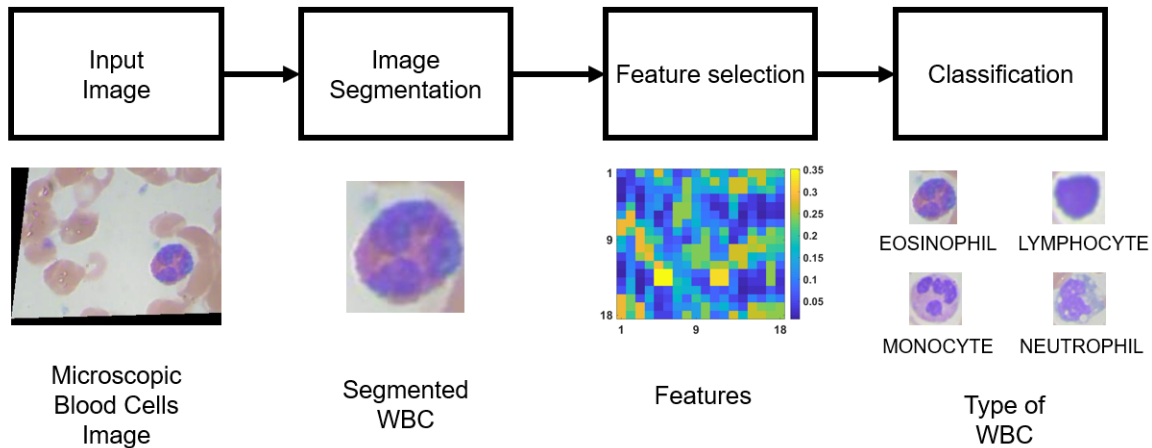 Input
Image
Image
Segmentation
Feature selection
Classification
1
9
18
1
9
18
0.35
0.3
0.25
0.2
0.15
0.1
0.05
EOSINOPHIL
LYMPHOCYTE
MONOCYTE
NEUTROPHIL
Microscopic
Blood Cells
Image
Segmented
WBC
Features
Type of
WBC